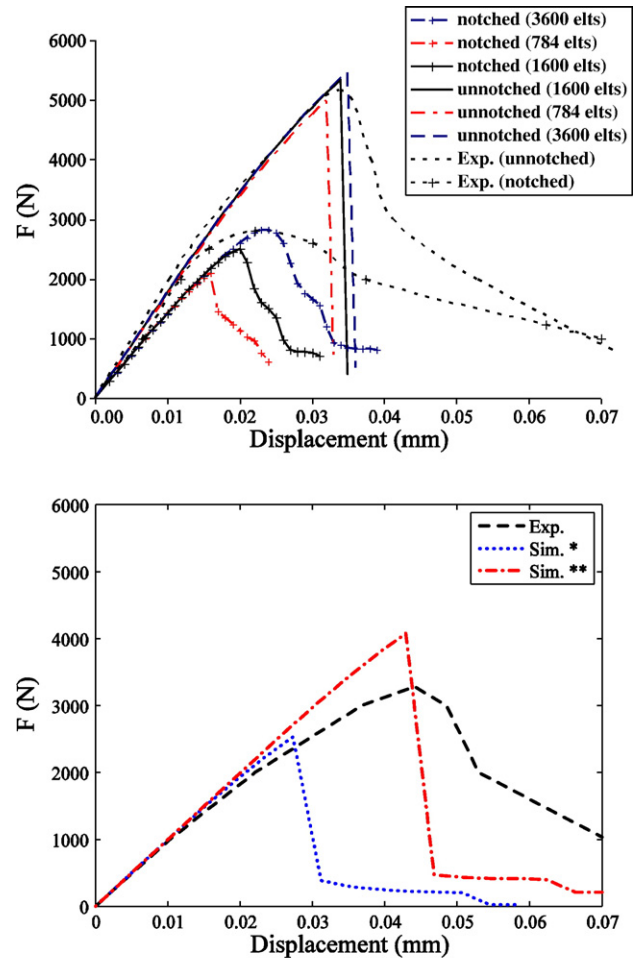 6000
5000
4000
3000
2000
1000
0
F (N)
notched (3600 elts)
notched (784 elts)
notched (1600 elts)
unnotched (1600 elts)
unnotched (784 elts)
unnotched (3600 elts)
Exp. (unnotched)
Exp. (notched)
0.00 0.01 0.02 0.03 0.04 0.05 0.06 0.07
Displacement (mm)
6000
5000
4000
3000
2000
1000
0
F (N)
Exp.
Sim. *
Sim. **
0 0.01 0.02 0.03 0.04 0.05 0.06 0.07
Displacement (mm)